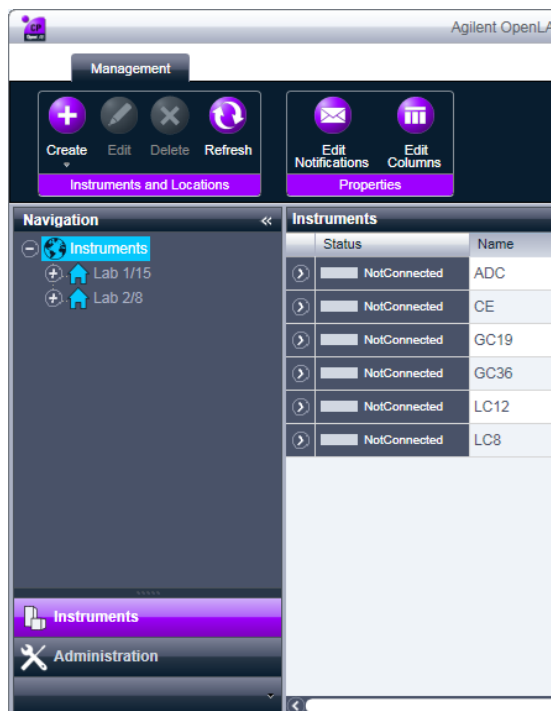 CP
Agilent OpenLA
Management
Create Edit Delete Refresh
Instruments and Locations
Edit Notifications
Edit Columns
Properties
Navigation
Instruments
Lab 1/15
Lab 2/8
Instruments
Status Name
NotConnected ADC
NotConnected CE
NotConnected GC19
NotConnected GC36
NotConnected LC12
NotConnected LC8
Instruments
Administration